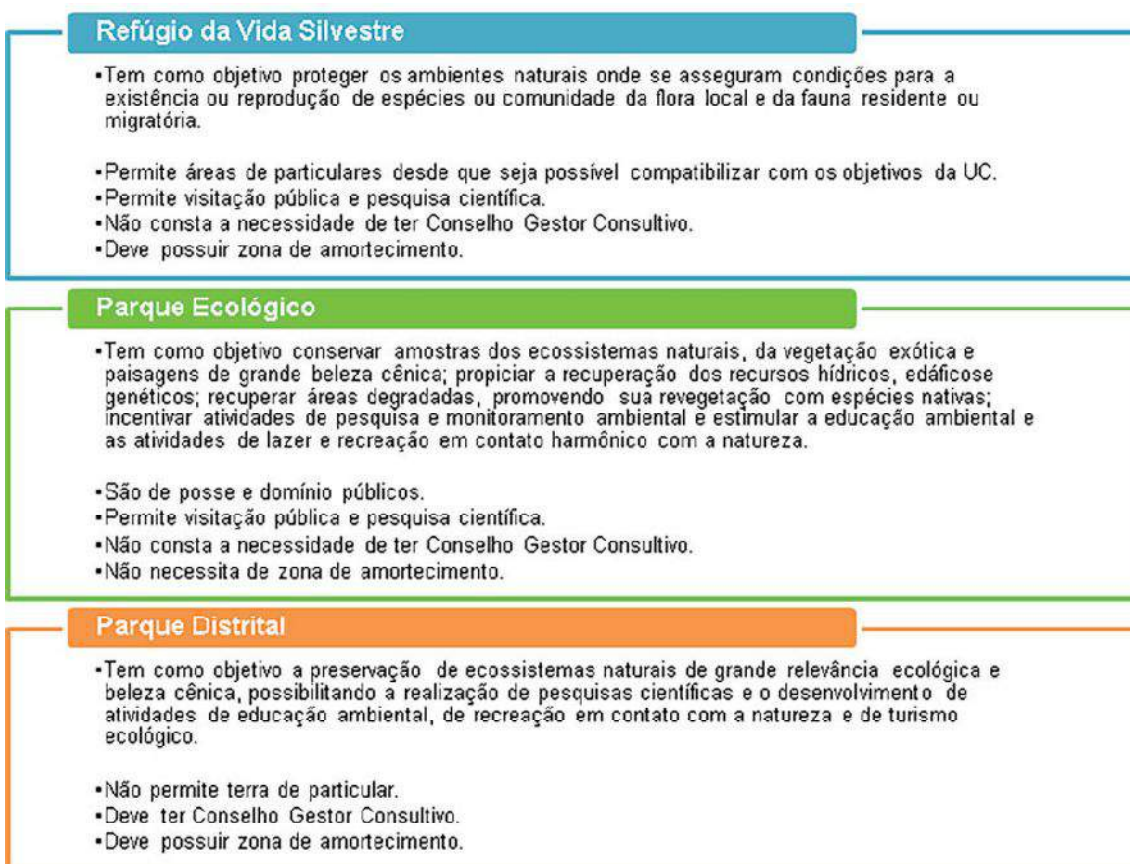 Refúgio da Vida Silvestre
▪Tem como objetivo proteger os ambientes naturais onde se asseguram condições para a
existência ou reprodução de espécies ou comunidade da flora local e da fauna residente ou
migratória.
▪Permite áreas de particulares desde que seja possível compatibilizar com os objetivos da UC.
▪Permite visitação pública e pesquisa científica.
▪Não consta a necessidade de ter Conselho Gestor Consultivo.
▪Deve possuir zona de amortecimento.
Parque Ecológico
▪Tem como objetivo conservar amostras dos ecossistemas naturais, da vegetação exótica e
paisagens de grande beleza cênica; propiciar a recuperação dos recursos hídricos, edáficose
genéticos; recuperar áreas degradadas, promovendo sua revegetação com espécies nativas;
incentivar atividades de pesquisa e monitoramento ambiental e estimular a educação ambiental e
as atividades de lazer e recreação em contato harmônico com a natureza.
▪São de posse e domínio públicos.
▪Permite visitação pública e pesquisa científica.
▪Não consta a necessidade de ter Conselho Gestor Consultivo.
▪Não necessita de zona de amortecimento.
Parque Distrital
▪Tem como objetivo a preservação de ecossistemas naturais de grande relevância ecológica e
beleza cênica, possibilitando a realização de pesquisas científicas e o desenvolvimento de
atividades de educação ambiental, de recreação em contato com a natureza e de turismo
ecológico.
▪Não permite terra de particular.
▪Deve ter Conselho Gestor Consultivo.
▪Deve possuir zona de amortecimento.